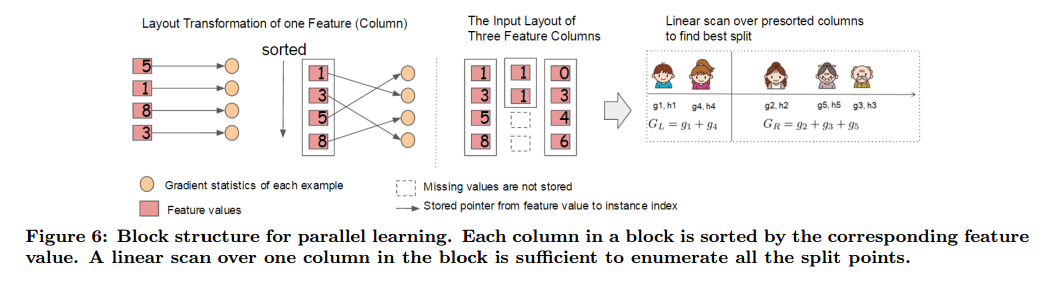 Layout Transformation of one Feature (Column)
The Input Layout of
Three Feature Columns
Linear scan over presorted columns
to find best split
sorted
5
1
8
3
1
3
5
8
1 1 0
3 1 3
5 4
8 6
g1, h1 g4, h4 g2, h2 g5, h5 g3, h3
G_L = g_1 + g_4 G_R = g_2 + g_3 + g_5
Gradient statistics of each example
Feature values
Missing values are not stored
Stored pointer from feature value to instance index
Figure 6: Block structure for parallel learning. Each column in a block is sorted by the corresponding feature
value. A linear scan over one column in the block is sufficient to enumerate all the split points.